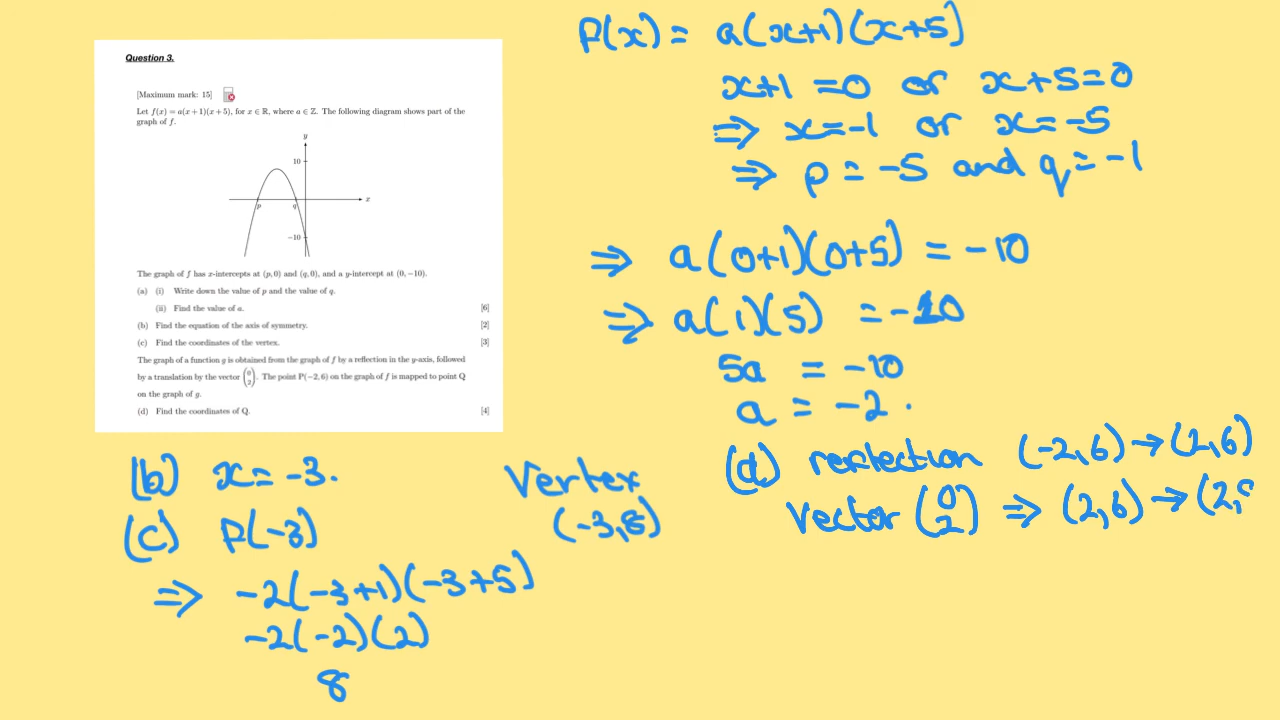 Question 3.
[Maximum mark: 15]
Let f(x) = a(x + 1)(x + 5), for x ∈ ℝ, where a ∈ ℤ. The following diagram shows part of the
graph of f.
y
10
x
p
q
−10
The graph of f has x-intercepts at (p, 0) and (q, 0), and a y-intercept at (0, −10).
(a) (i) Write down the value of p and the value of q.
(ii) Find the value of a. [6]
(b) Find the equation of the axis of symmetry. [2]
(c) Find the coordinates of the vertex. [3]
The graph of a function g is obtained from the graph of f by a reflection in the y-axis, followed
by a translation by the vector (0 2). The point P(−2, 6) on the graph of f is mapped to point Q
on the graph of g.
(d) Find the coordinates of Q. [4]
f(x) = a(x+1)(x+5)
x+1 = 0 or x+5=0
⇒ x=-1 or x=-5
⇒ p = -5 and q = -1
⇒ a(0+1)(0+5) = -10
⇒ a(1)(5) = -10
5a = -10
a = -2.
(b) x = -3.
(c) f(-3)
⇒ -2(-3+1)(-3+5)
-2(-2)(2)
8
Vertex
(-3,8)
(d) reflection (-2,6)→(2,6)
Vector (0 2) ⇒ (2,6)→(2,